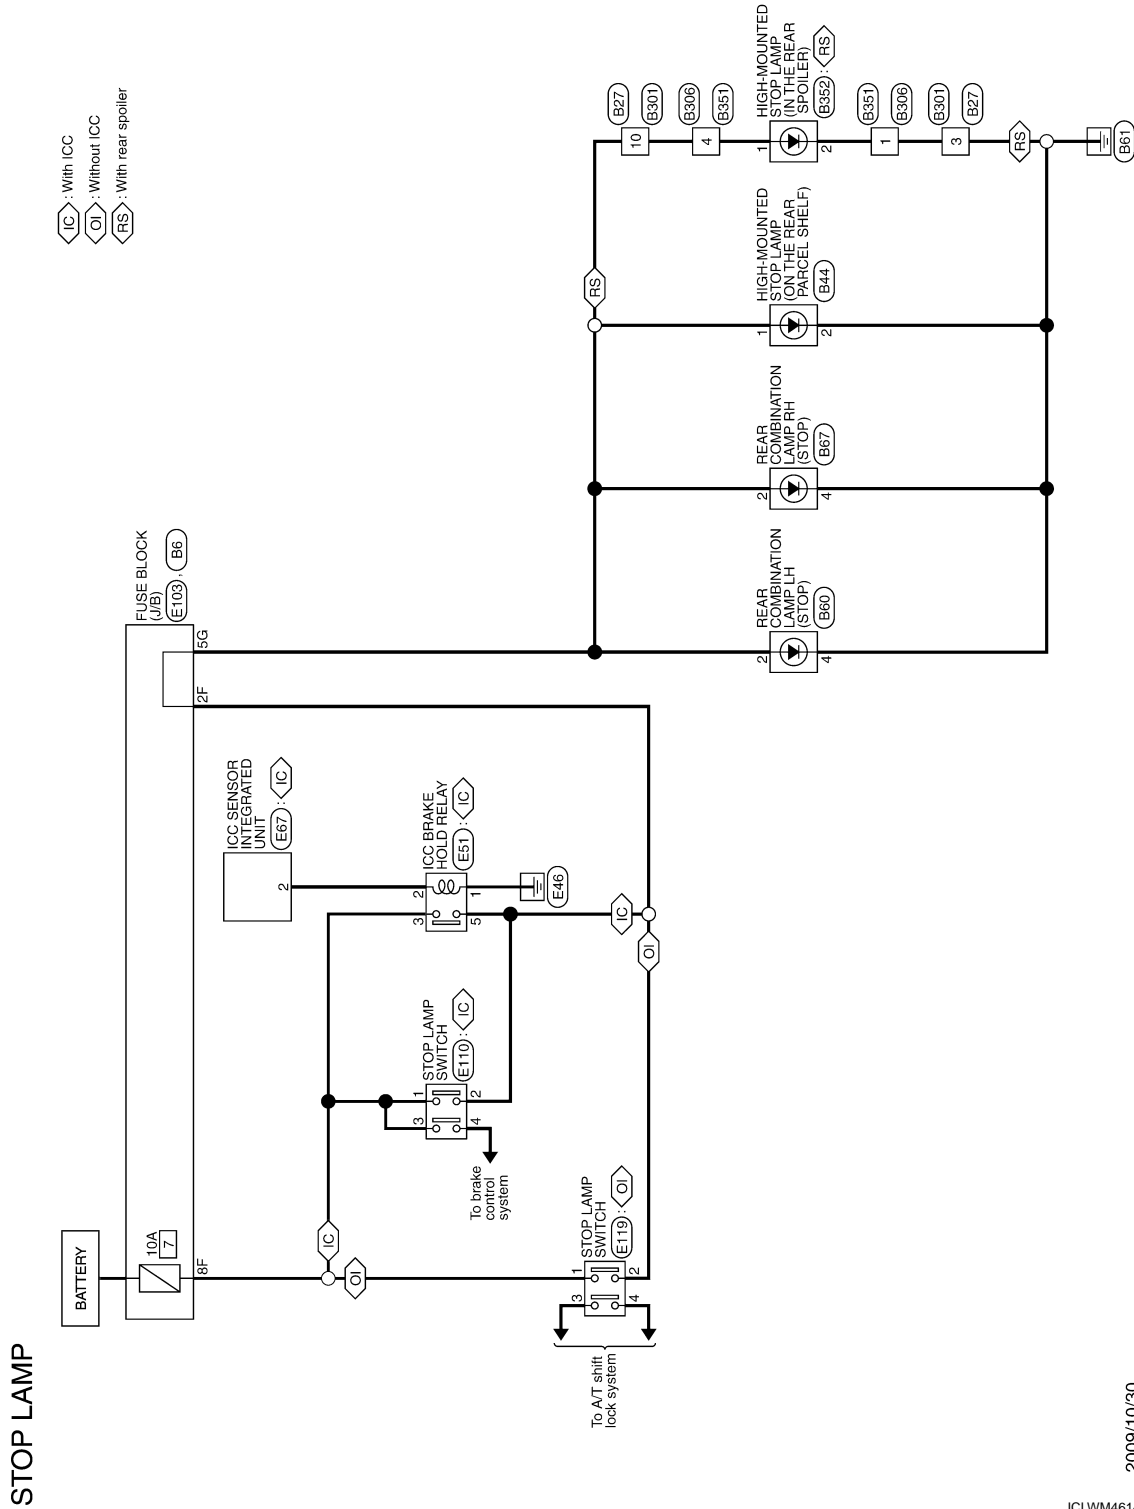 STOP LAMP
BATTERY
10A
7
8F
FUSE BLOCK
(J/B)
E103 , B6
2F
5G
IC : With ICC
OI : Without ICC
RS : With rear spoiler
IC
OI
ICC SENSOR
INTEGRATED
UNIT
E67 : IC
2
STOP LAMP
SWITCH
E110 : IC
3
1
4
2
To brake
control
system
ICC BRAKE
HOLD RELAY
E51 : IC
3
2
5
1
E46
IC
OI
STOP LAMP
SWITCH
E119 : OI
3
1
4
2
To A/T shift
lock system
REAR
COMBINATION
LAMP LH
(STOP)
B60
2
4
REAR
COMBINATION
LAMP RH
(STOP)
B67
2
4
RS
HIGH-MOUNTED
STOP LAMP
(ON THE REAR
PARCEL SHELF)
B44
1
2
10
B27
B301
4
B306
B351
HIGH-MOUNTED
STOP LAMP
(IN THE REAR
SPOILER)
B352 : RS
1
2
1
B351
B306
3
B301
B27
RS
B61
2009/10/30